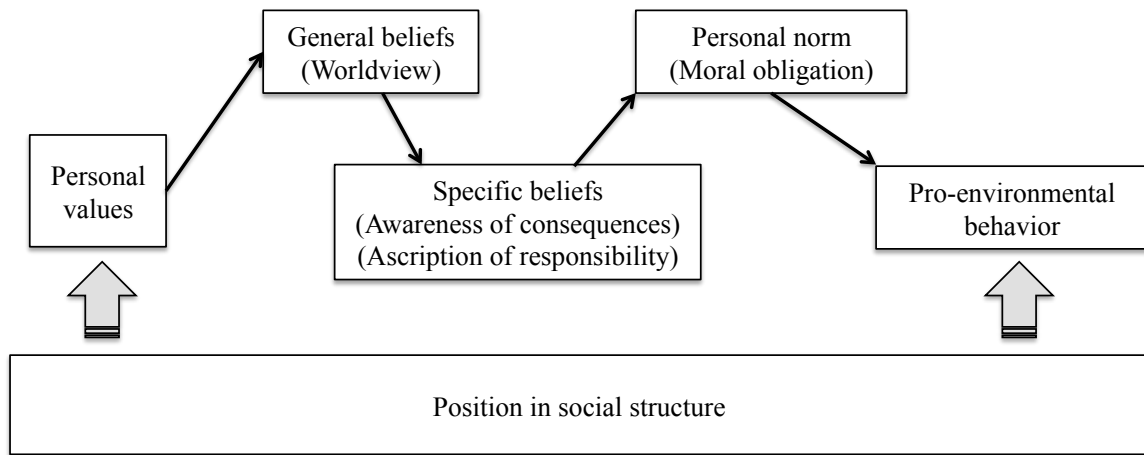 General beliefs
(Worldview)
Personal norm
(Moral obligation)
Personal
values
Specific beliefs
(Awareness of consequences)
(Ascription of responsibility)
Pro-environmental
behavior
Position in social structure